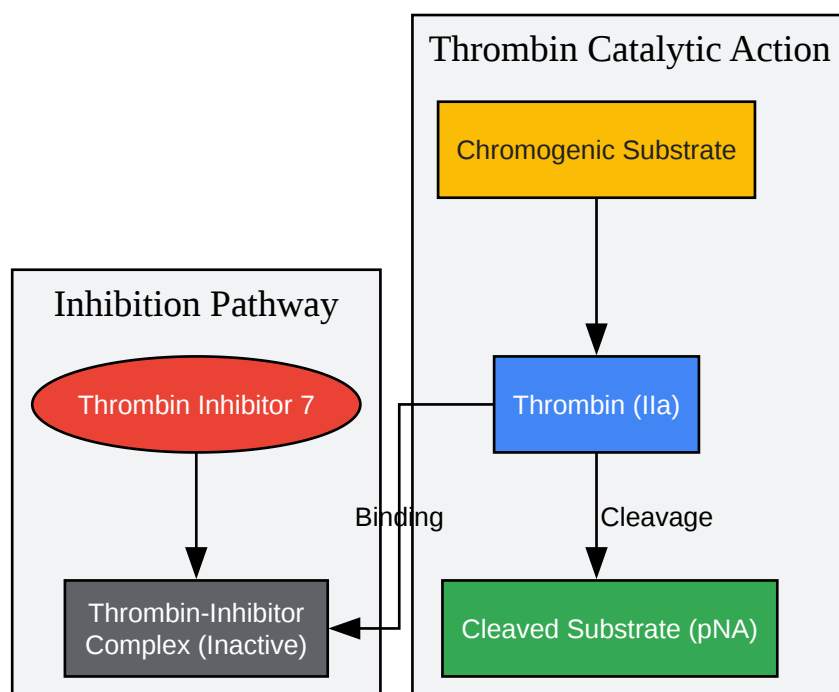 Thrombin Catalytic Action
Chromogenic Substrate
Inhibition Pathway
Thrombin Inhibitor 7
Thrombin (IIa)
Binding
Cleavage
Thrombin-Inhibitor
Complex (Inactive)
Cleaved Substrate (pNA)